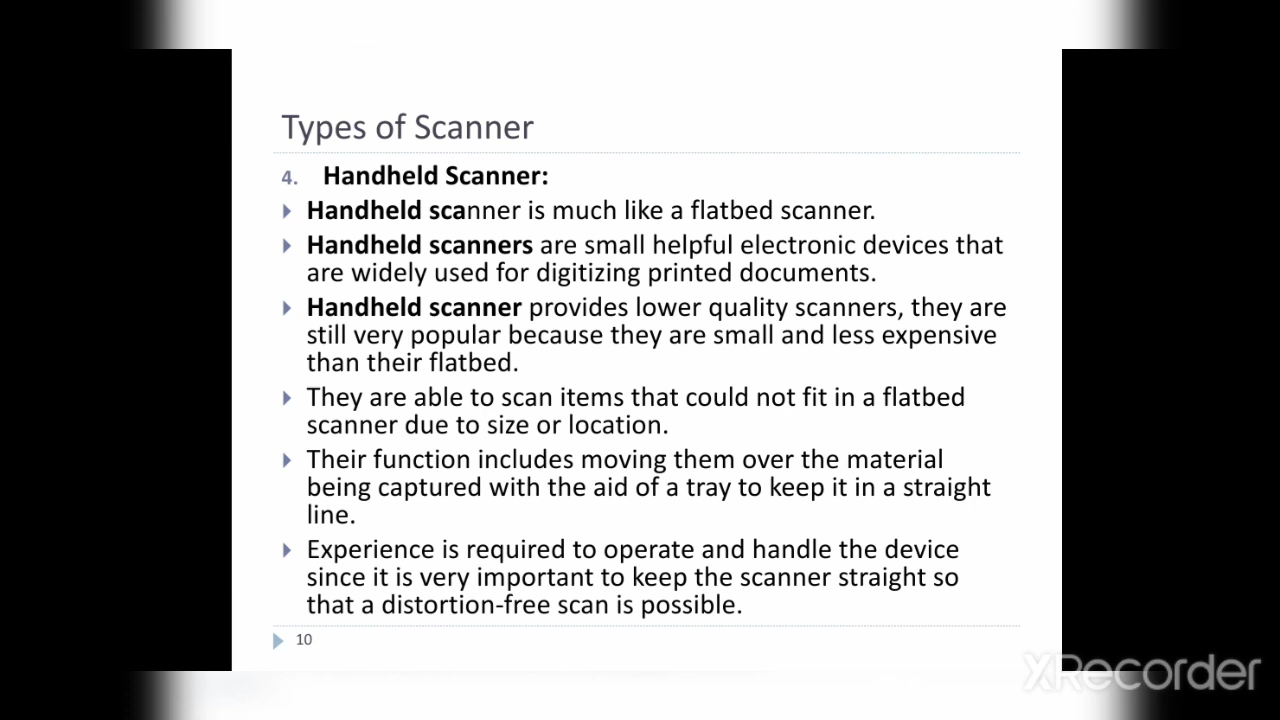 Types of Scanner
4. Handheld Scanner:
Handheld scanner is much like a flatbed scanner.
Handheld scanners are small helpful electronic devices that
are widely used for digitizing printed documents.
Handheld scanner provides lower quality scanners, they are
still very popular because they are small and less expensive
than their flatbed.
They are able to scan items that could not fit in a flatbed
scanner due to size or location.
Their function includes moving them over the material
being captured with the aid of a tray to keep it in a straight
line.
Experience is required to operate and handle the device
since it is very important to keep the scanner straight so
that a distortion-free scan is possible.
10
XRecorder